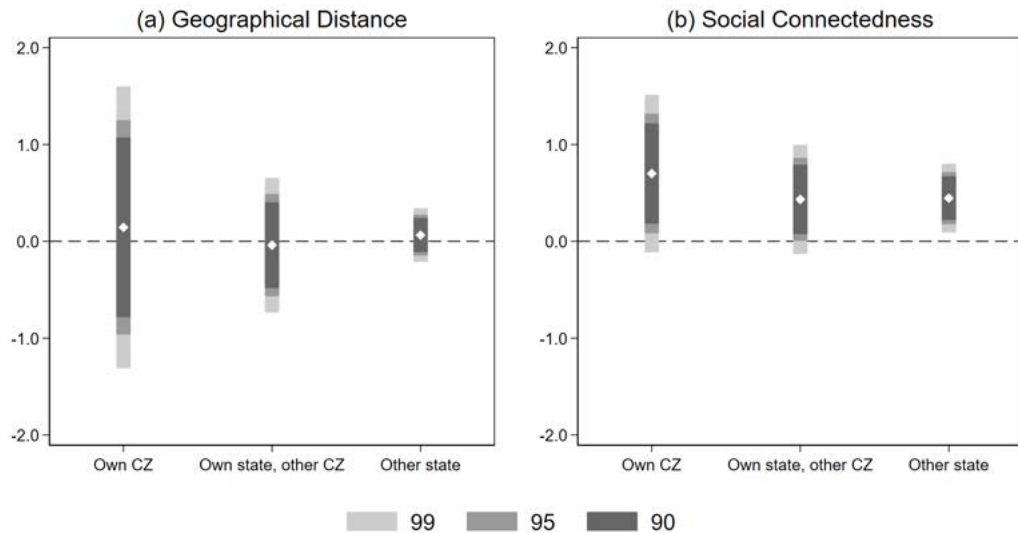 (a) Geographical Distance
2.0
1.0
0.0
-1.0
-2.0
Own CZ
Own state, other CZ
Other state
(b) Social Connectedness
2.0
1.0
0.0
-1.0
-2.0
Own CZ
Own state, other CZ
Other state
99
95
90